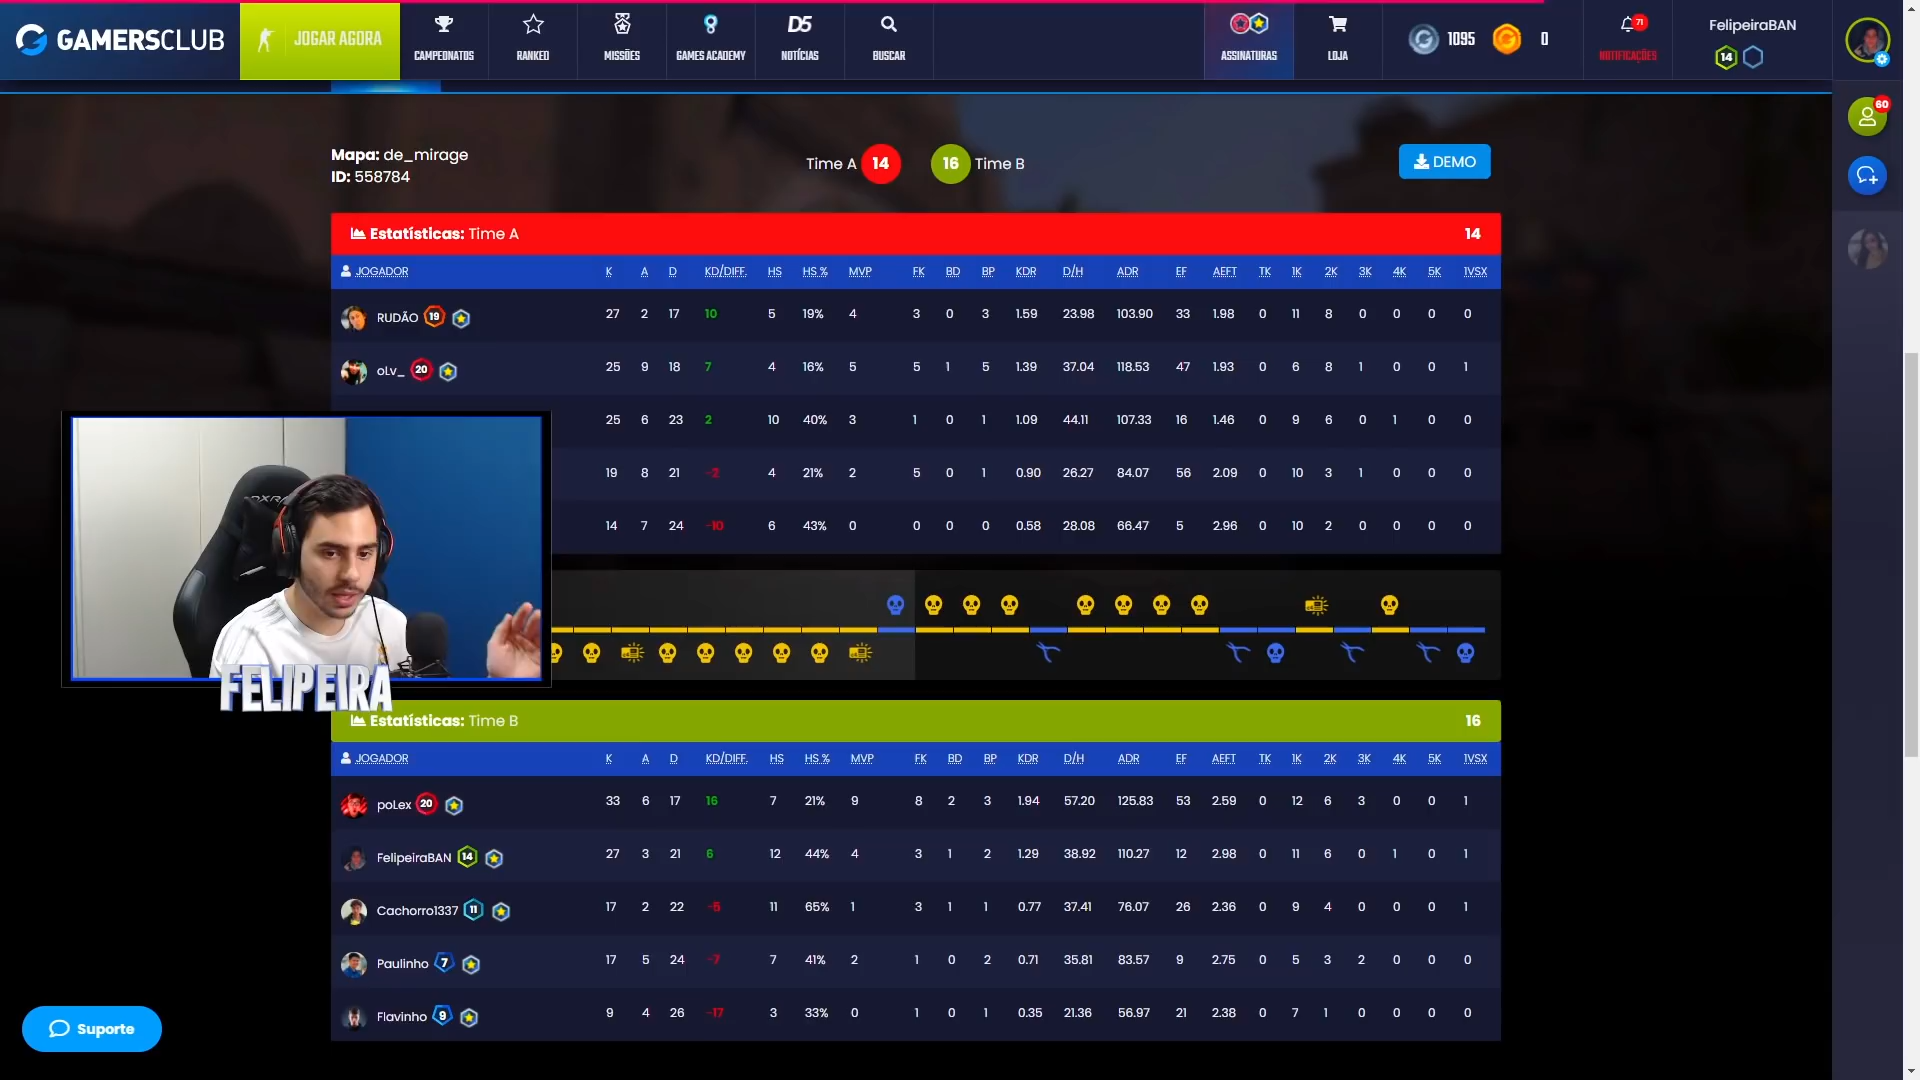 GAMERSCLUB
JOGAR AGORA
CAMPEONATOS
RANKED
MISSÕES
GAMES ACADEMY
D5
NOTÍCIAS
BUSCAR
ASSINATURAS
LOJA
1095
0
71
NOTIFICAÇÕES
FelipeiraBAN
14
60
Mapa: de_mirage
ID: 558784
Time A 14 16 Time B
DEMO
Estatísticas: Time A 14
JOGADOR K A D KD/DIFF. HS HS % MVP FK BD BP KDR D/H ADR EF AEFT TK 1K 2K 3K 4K 5K 1VSX
RUDÃO 19 27 2 17 10 5 19% 4 3 0 3 1.59 23.98 103.90 33 1.98 0 11 8 0 0 0 0
oLv_ 20 25 9 18 7 4 16% 5 5 1 5 1.39 37.04 118.53 47 1.93 0 6 8 1 0 0 1
25 6 23 2 10 40% 3 1 0 1 1.09 44.11 107.33 16 1.46 0 9 6 0 1 0 0
19 8 21 -2 4 21% 2 5 0 1 0.90 26.27 84.07 56 2.09 0 10 3 1 0 0 0
14 7 24 -10 6 43% 0 0 0 0 0.58 28.08 66.47 5 2.96 0 10 2 0 0 0 0
FELIPEIRA
Estatísticas: Time B 16
JOGADOR K A D KD/DIFF. HS HS % MVP FK BD BP KDR D/H ADR EF AEFT TK 1K 2K 3K 4K 5K 1VSX
poLex 20 33 6 17 16 7 21% 9 8 2 3 1.94 57.20 125.83 53 2.59 0 12 6 3 0 0 1
FelipeiraBAN 14 27 3 21 6 12 44% 4 3 1 2 1.29 38.92 110.27 12 2.98 0 11 6 0 1 0 1
Cachorro1337 11 17 2 22 -5 11 65% 1 3 1 1 0.77 37.41 76.07 26 2.36 0 9 4 0 0 0 1
Paulinho 7 17 5 24 -7 7 41% 2 1 0 2 0.71 35.81 83.57 9 2.75 0 5 3 2 0 0 0
Flavinho 9 9 4 26 -17 3 33% 0 1 0 1 0.35 21.36 56.97 21 2.38 0 7 1 0 0 0 0
Suporte